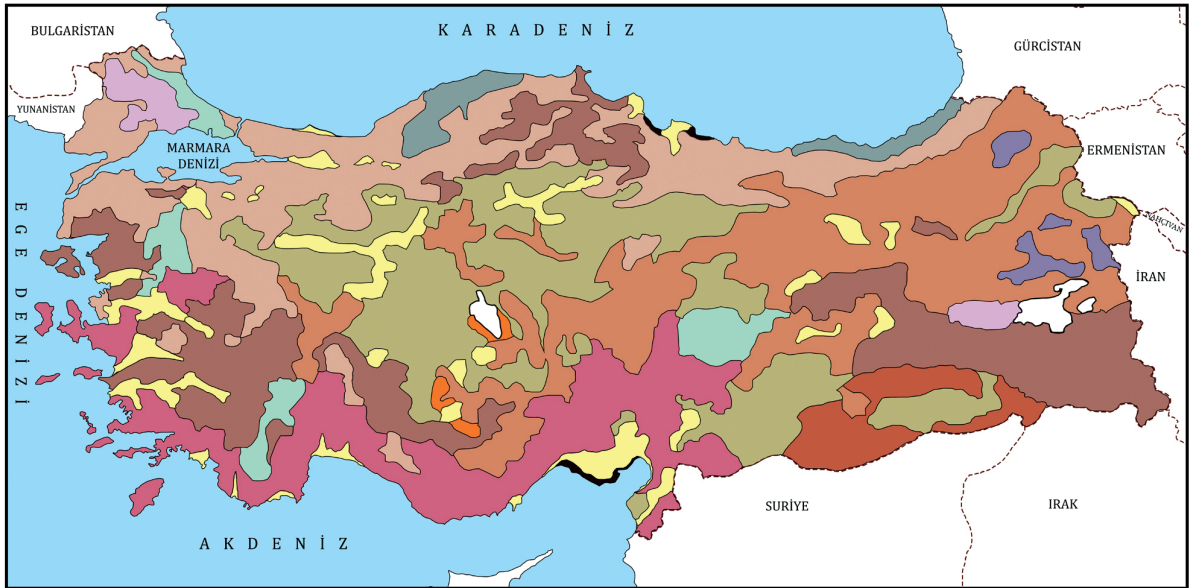 BULGARİSTAN
KARADENİZ
GÜRCİSTAN
YUNANİSTAN
MARMARA
DENİZİ
ERMENİSTAN
NAHÇIVAN
EGE DENİZİ
İRAN
SURİYE
IRAK
AKDENİZ